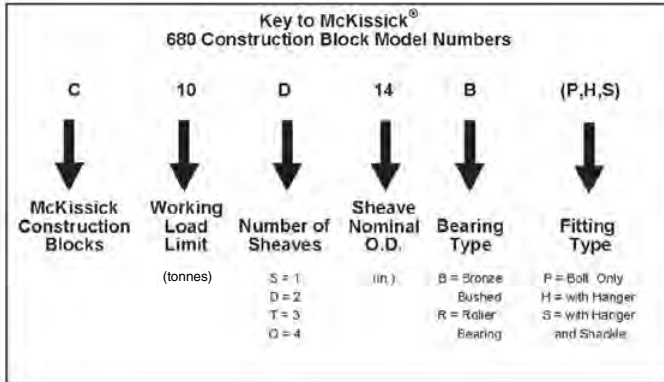 Key to McKissick®
680 Construction Block Model Numbers
C 10 D 14 B (P,H,S)
McKissick Construction Blocks
Working Load Limit
(tonnes)
Number of Sheaves
S = 1
D = 2
T = 3
Q = 4
Sheave Nominal O.D.
(in.)
Bearing Type
B = Bronze
Bushed
R = Roller
Bearing
Fitting Type
P = Bolt Only
H = with Hanger
S = with Hanger
and Shackle